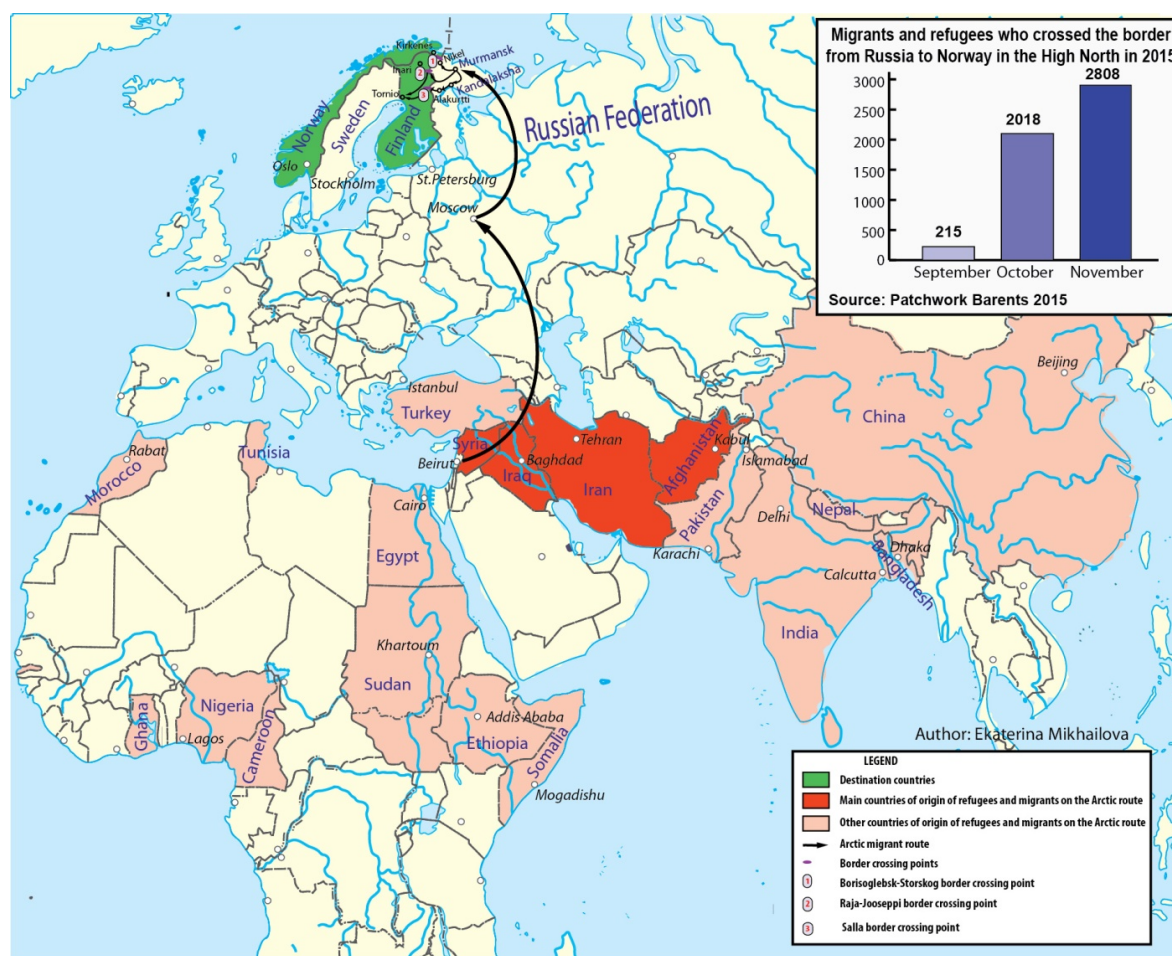 Migrants and refugees who crossed the border
from Russia to Norway in the High North in 2015
3000
2500
2000
1500
1000
500
0
215
2018
2808
September
October
November
Source: Patchwork Barents 2015
Kirkenes
Nikel
Murmansk
Inari
Kandalaksha
Tornio
Alakurtti
1
2
3
Norway
Sweden
Finland
Russian Federation
Oslo
Stockholm
St.Petersburg
Moscow
Istanbul
Turkey
Beijing
China
Rabat
Morocco
Tunisia
Syria
Beirut
Baghdad
Iraq
Tehran
Iran
Afghanistan
Kabul
Islamabad
Pakistan
Karachi
Delhi
Nepal
Dhaka
Bangladesh
Calcutta
India
Cairo
Egypt
Khartoum
Sudan
Nigeria
Ghana
Lagos
Cameroon
Addis Ababa
Ethiopia
Somalia
Mogadishu
Author: Ekaterina Mikhailova
LEGEND
Destination countries
Main countries of origin of refugees and migrants on the Arctic route
Other countries of origin of refugees and migrants on the Arctic route
Arctic migrant route
Border crossing points
1 Borisoglebsk-Storskog border crossing point
2 Raja-Jooseppi border crossing point
3 Salla border crossing point